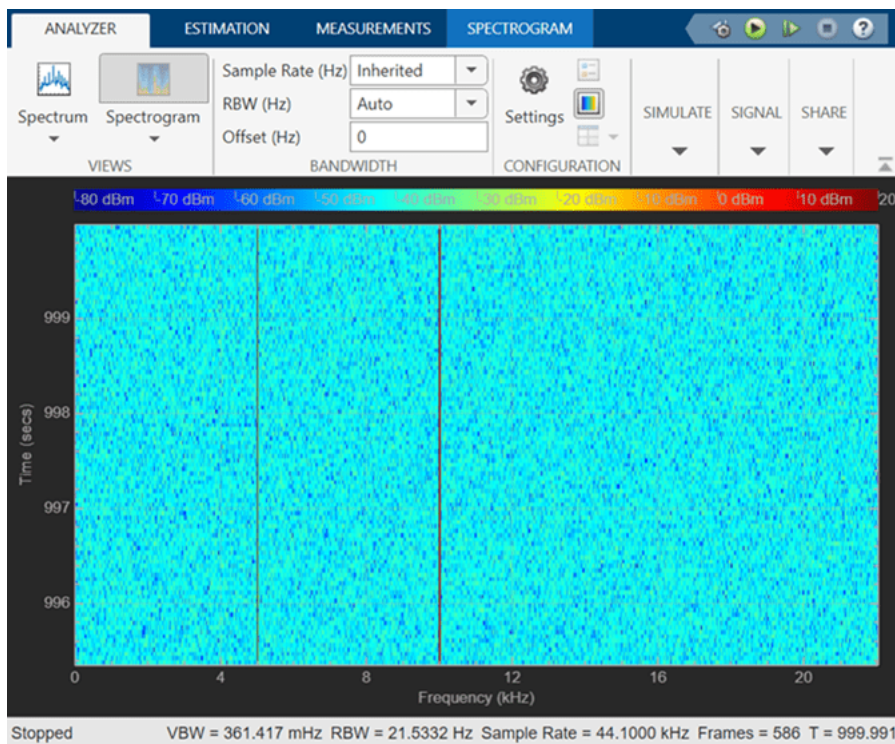 ANALYZER ESTIMATION MEASUREMENTS SPECTROGRAM ?
Sample Rate (Hz) Inherited
RBW (Hz) Auto
Offset (Hz) 0
Spectrum Spectrogram Settings SIMULATE SIGNAL SHARE
VIEWS BANDWIDTH CONFIGURATION
-80 dBm -70 dBm -60 dBm -50 dBm -40 dBm -30 dBm -20 dBm -10 dBm 0 dBm 10 dBm 20
999
998
997
996
Time (secs)
0 4 8 12 16 20
Frequency (kHz)
Stopped VBW = 361.417 mHz RBW = 21.5332 Hz Sample Rate = 44.1000 kHz Frames = 586 T = 999.991